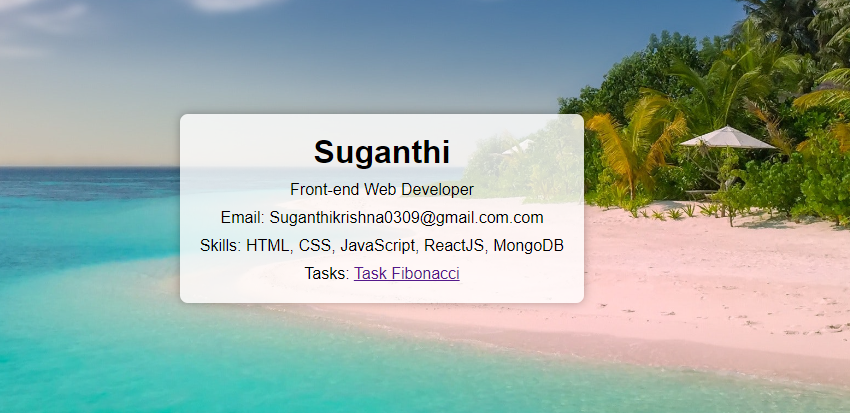 Suganthi
Front-end Web Developer
Email: Suganthikrishna0309@gmail.com.com
Skills: HTML, CSS, JavaScript, ReactJS, MongoDB
Tasks: Task Fibonacci